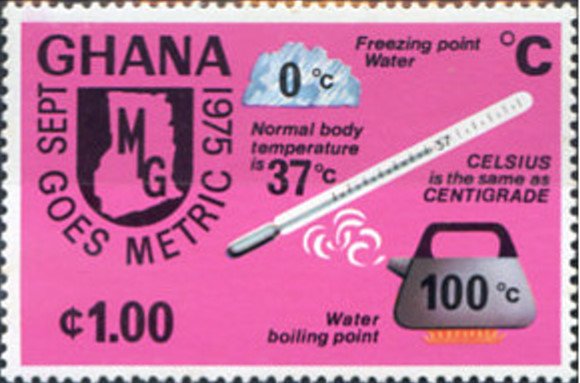 GHANA
SEPT 1975
GOES METRIC
MG
0 °C
Freezing point
Water
°C
Normal body
temperature
is 37°C
37
CELSIUS
is the same as
CENTIGRADE
100 °C
Water
boiling point
¢1.00